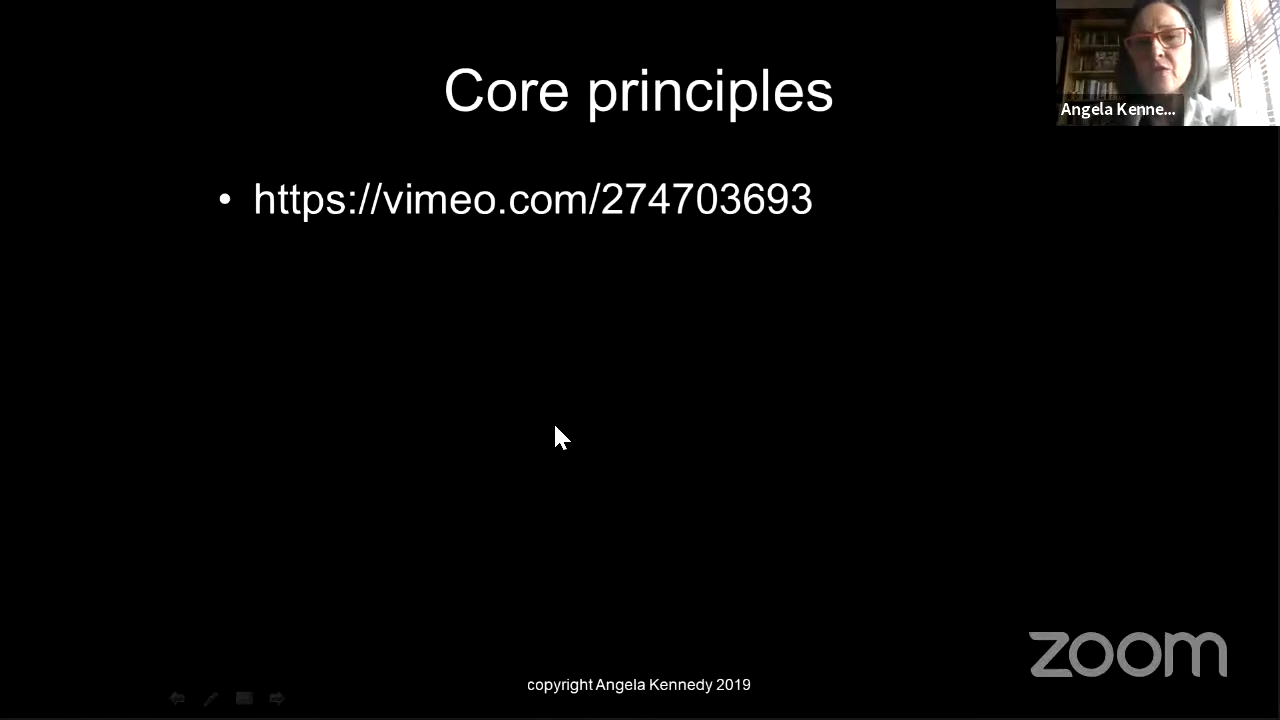 Core principles
• https://vimeo.com/274703693
Angela Kenne...
zoom
copyright Angela Kennedy 2019